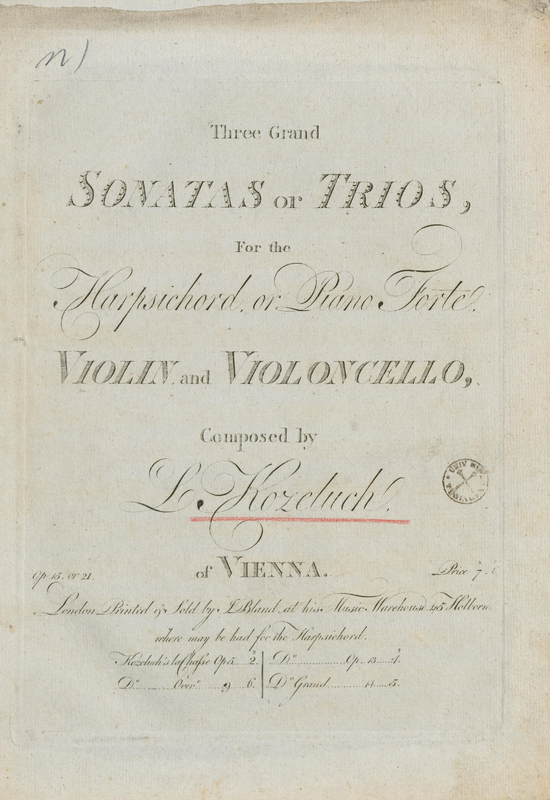 n)
Three Grand
SONATAS or TRIOS,
For the
Harpsichord, or Piano Forte.
VIOLIN, and VIOLONCELLO,
Composed by
L. Kozeluch.
of VIENNA.
Op. 15. or 21. Price 7.
London Printed & Sold by J. Bland, at his Music Warehouse 45 Holborn
where may be had for the Harpsichord.
Kozeluch's la Chasse Op 5 2. Do Op. 13 4.
Do Over 9 6. Do Grand 14 5.